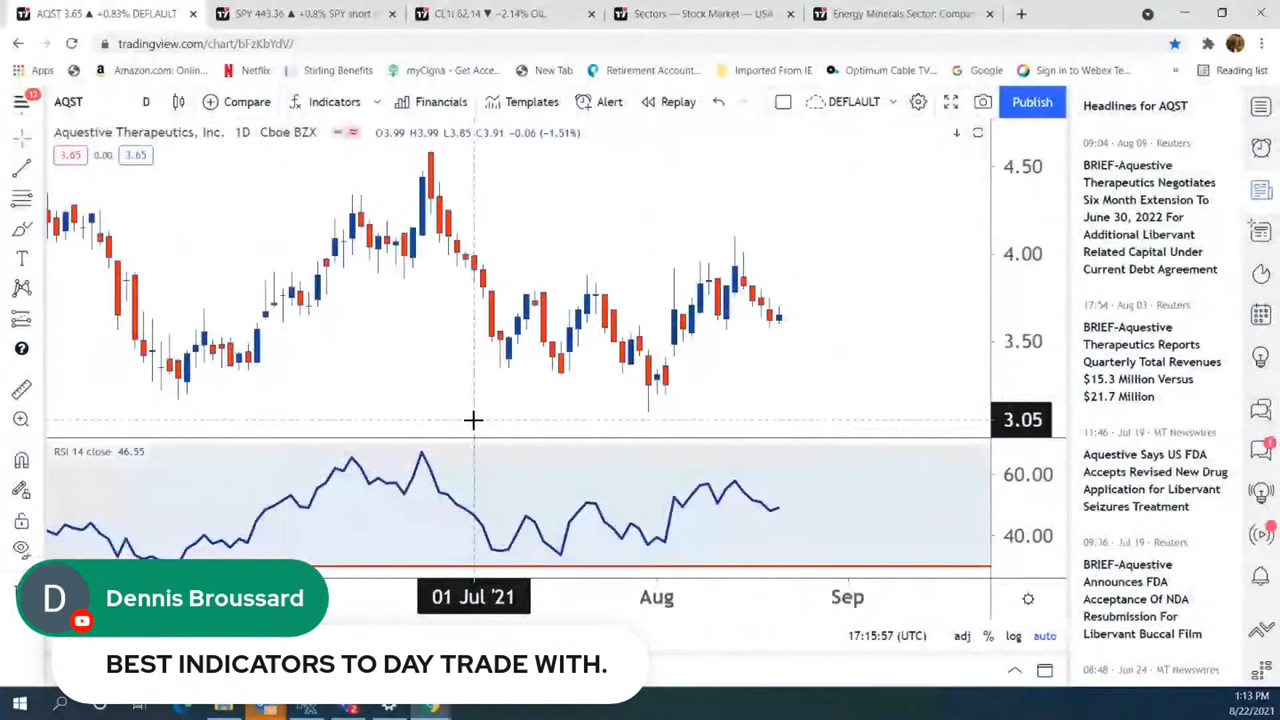 AQST 3.65 ▲ +0.83% DEFLAULT
SPY 443.36 ▲ +0.8% SPY short
CL1! 62.14 ▼ −2.14% OIL
Sectors — Stock Market — USA
Energy Minerals Sector: Compa
tradingview.com/chart/bFzKbYdV/
Apps
Amazon.com: Onlin...
Netflix
Stirling Benefits
myCigna - Get Acce...
New Tab
Retirement Account...
Imported From IE
Optimum Cable TV...
Google
Sign in to Webex Te...
»
Reading list
12
AQST
D
Compare
Indicators
Financials
Templates
Alert
Replay
DEFLAULT
Publish
Aquestive Therapeutics, Inc. 1D Cboe BZX
O3.99 H3.99 L3.85 C3.91 −0.06 (−1.51%)
3.65 0.00 3.65
4.50
4.00
3.50
3.05
RSI 14 close 46.55
60.00
40.00
01 Jul '21
Aug
Sep
17:15:57 (UTC)
adj % log auto
Headlines for AQST
09:04 · Aug 09 · Reuters
BRIEF-Aquestive
Therapeutics Negotiates
Six Month Extension To
June 30, 2022 For
Additional Libervant
Related Capital Under
Current Debt Agreement
17:54 · Aug 03 · Reuters
BRIEF-Aquestive
Therapeutics Reports
Quarterly Total Revenues
$15.3 Million Versus
$21.7 Million
11:46 · Jul 19 · MT Newswires
Aquestive Says US FDA
Accepts Revised New Drug
Application for Libervant
Seizures Treatment
09:36 · Jul 19 · Reuters
BRIEF-Aquestive
Announces FDA
Acceptance Of NDA
Resubmission For
Libervant Buccal Film
08:48 · Jun 24 · MT Newswires
D
Dennis Broussard
BEST INDICATORS TO DAY TRADE WITH.
1:13 PM
8/22/2021